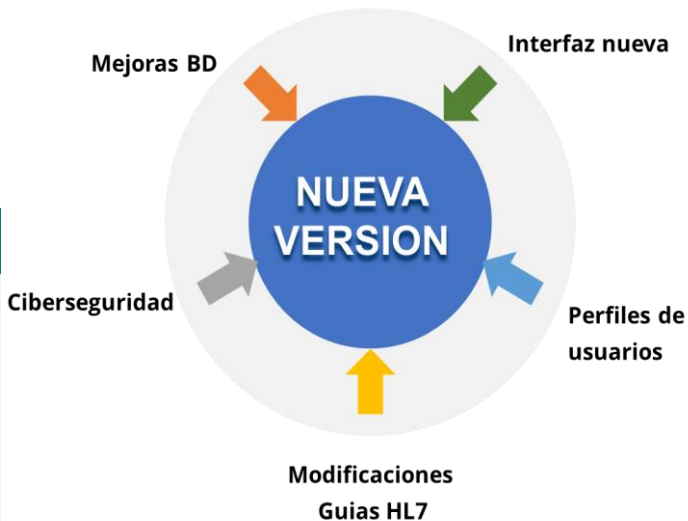 Mejoras BD
Interfaz nueva
NUEVA
VERSION
Ciberseguridad
Perfiles de
usuarios
Modificaciones
Guias HL7